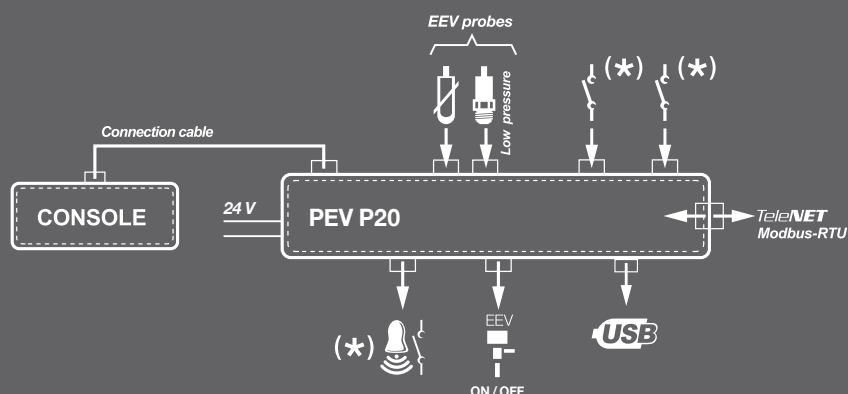 EEV probes
(*)
(*)
Low pressure
Connection cable
CONSOLE
24 V
PEV P20
TeleNET
Modbus-RTU
(*)
EEV
USB
ON / OFF